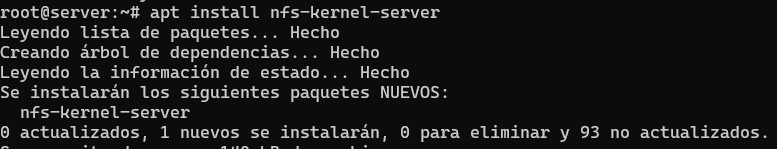 root@server:~# apt install nfs-kernel-server
Leyendo lista de paquetes... Hecho
Creando árbol de dependencias... Hecho
Leyendo la información de estado... Hecho
Se instalarán los siguientes paquetes NUEVOS:
  nfs-kernel-server
0 actualizados, 1 nuevos se instalarán, 0 para eliminar y 93 no actualizados.